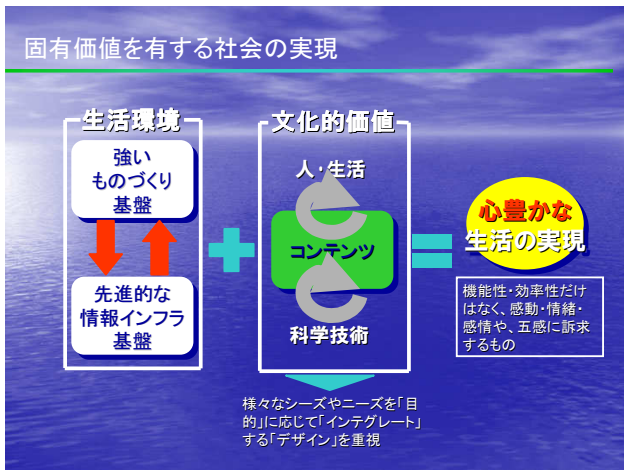 固有価値を有する社会の実現
生活環境
強い
ものづくり
基盤
先進的な
情報インフラ
基盤
文化的価値
人・生活
コンテンツ
科学技術
心豊かな
生活の実現
機能性・効率性だけ
はなく、感動・情緒・
感情や、五感に訴求
するもの
様々なシーズやニーズを「目
的」に応じて「インテグレート」
する「デザイン」を重視